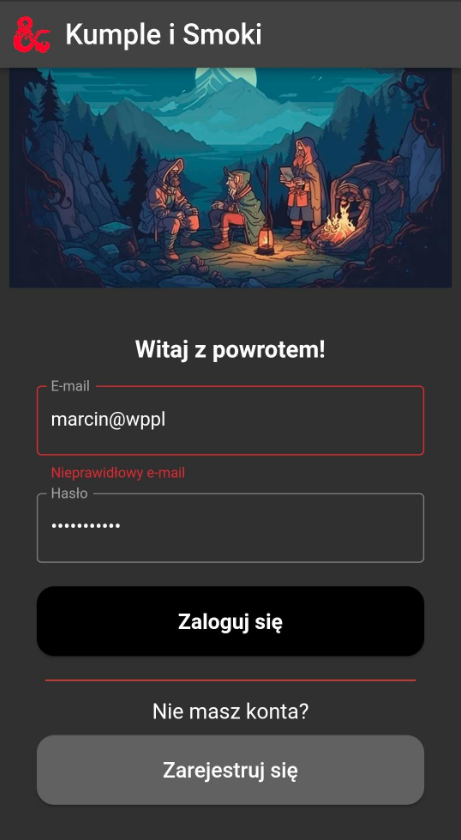 Kumple i Smoki
Witaj z powrotem!
E-mail
marcin@wppl
Nieprawidłowy e-mail
Hasło
•••••••••••
Zaloguj się
Nie masz konta?
Zarejestruj się